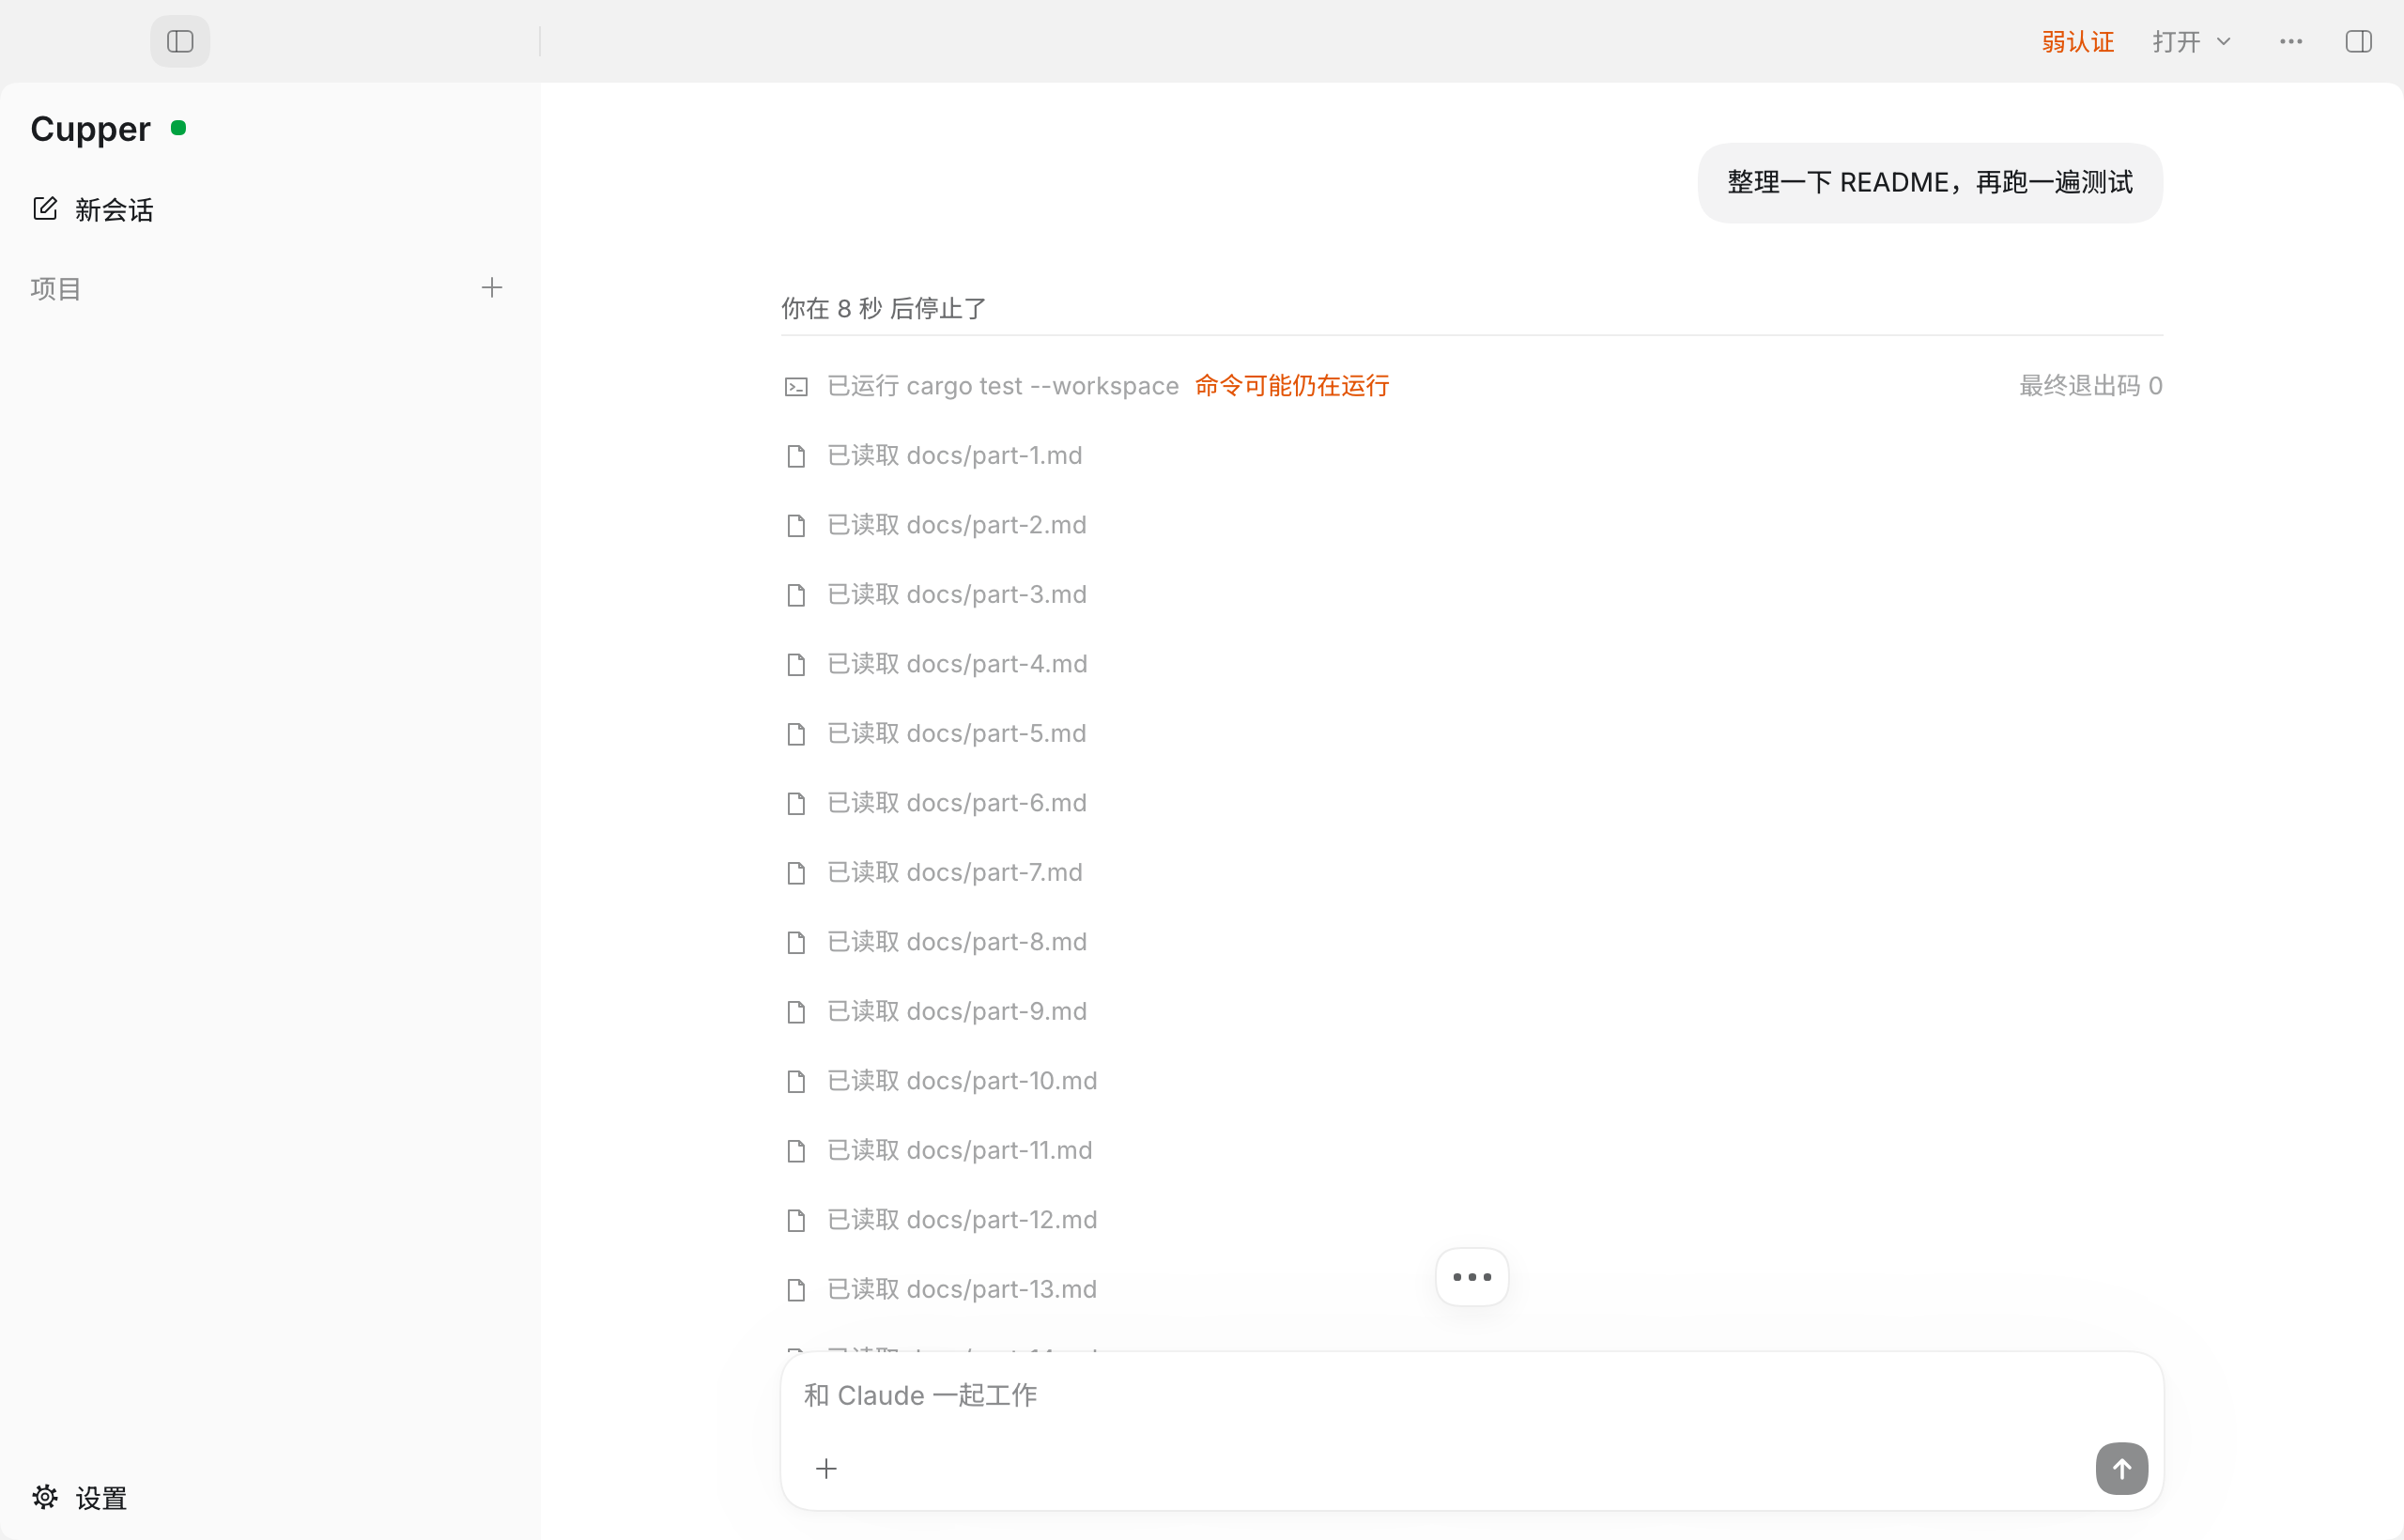 弱认证
打开
Cupper
新会话
项目
整理一下 README，再跑一遍测试
你在 8 秒 后停止了
已运行 cargo test --workspace 命令可能仍在运行 最终退出码 0
已读取 docs/part-1.md
已读取 docs/part-2.md
已读取 docs/part-3.md
已读取 docs/part-4.md
已读取 docs/part-5.md
已读取 docs/part-6.md
已读取 docs/part-7.md
已读取 docs/part-8.md
已读取 docs/part-9.md
已读取 docs/part-10.md
已读取 docs/part-11.md
已读取 docs/part-12.md
已读取 docs/part-13.md
和 Claude 一起工作
设置